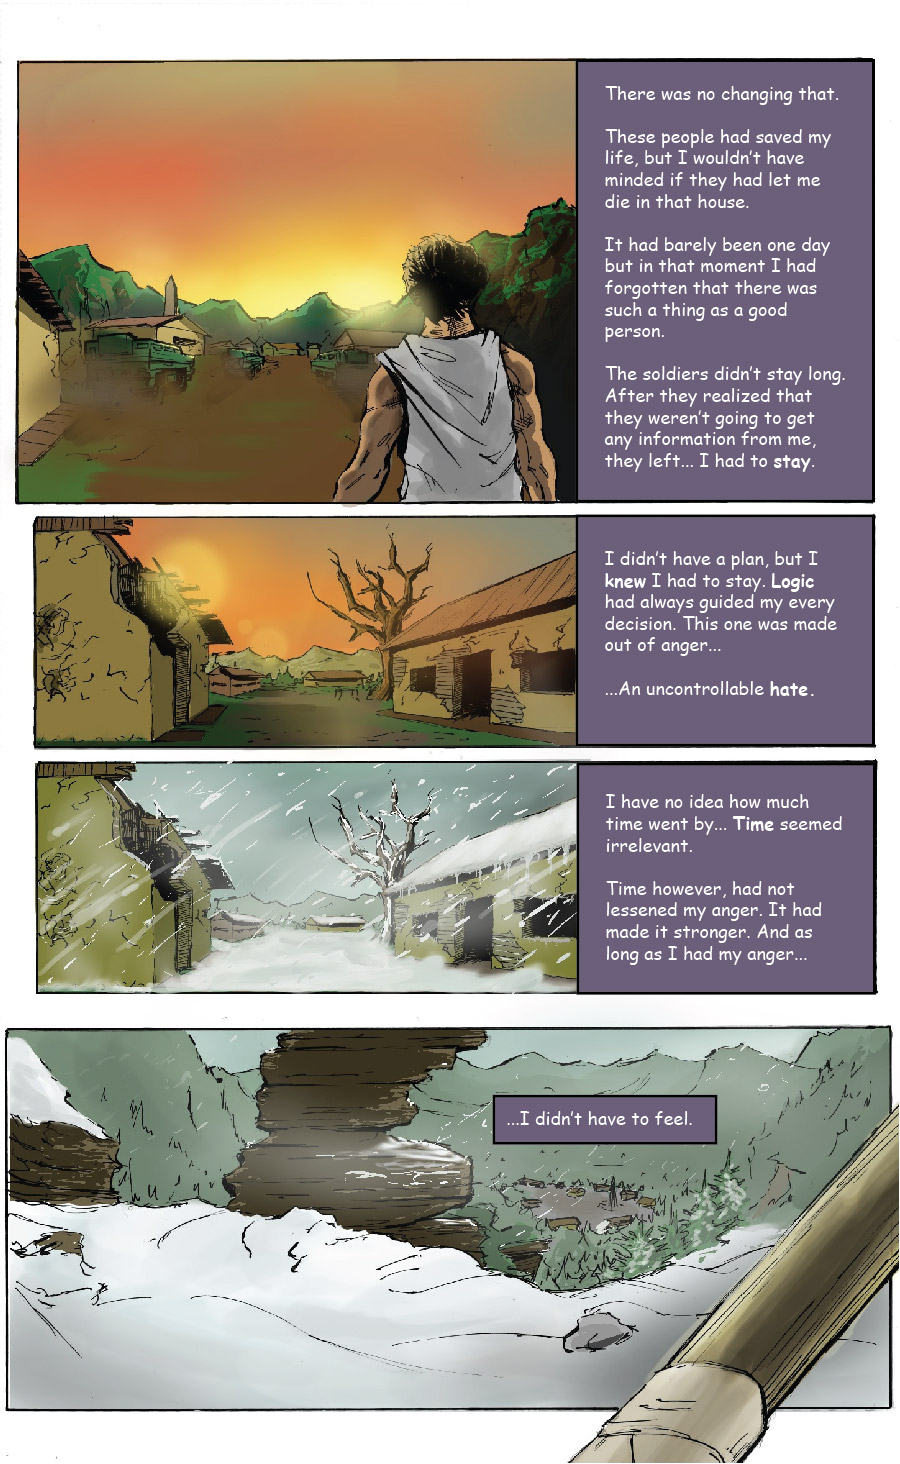 There was no changing that.
These people had saved my
life, but I wouldn't have
minded if they had let me
die in that house.
It had barely been one day
but in that moment I had
forgotten that there was
such a thing as a good
person.
The soldiers didn't stay long.
After they realized that
they weren't going to get
any information from me,
they left... I had to stay.
I didn't have a plan, but I
knew I had to stay. Logic
had always guided my every
decision. This one was made
out of anger...
...An uncontrollable hate.
I have no idea how much
time went by... Time seemed
irrelevant.
Time however, had not
lessened my anger. It had
made it stronger. And as
long as I had my anger...
...I didn't have to feel.